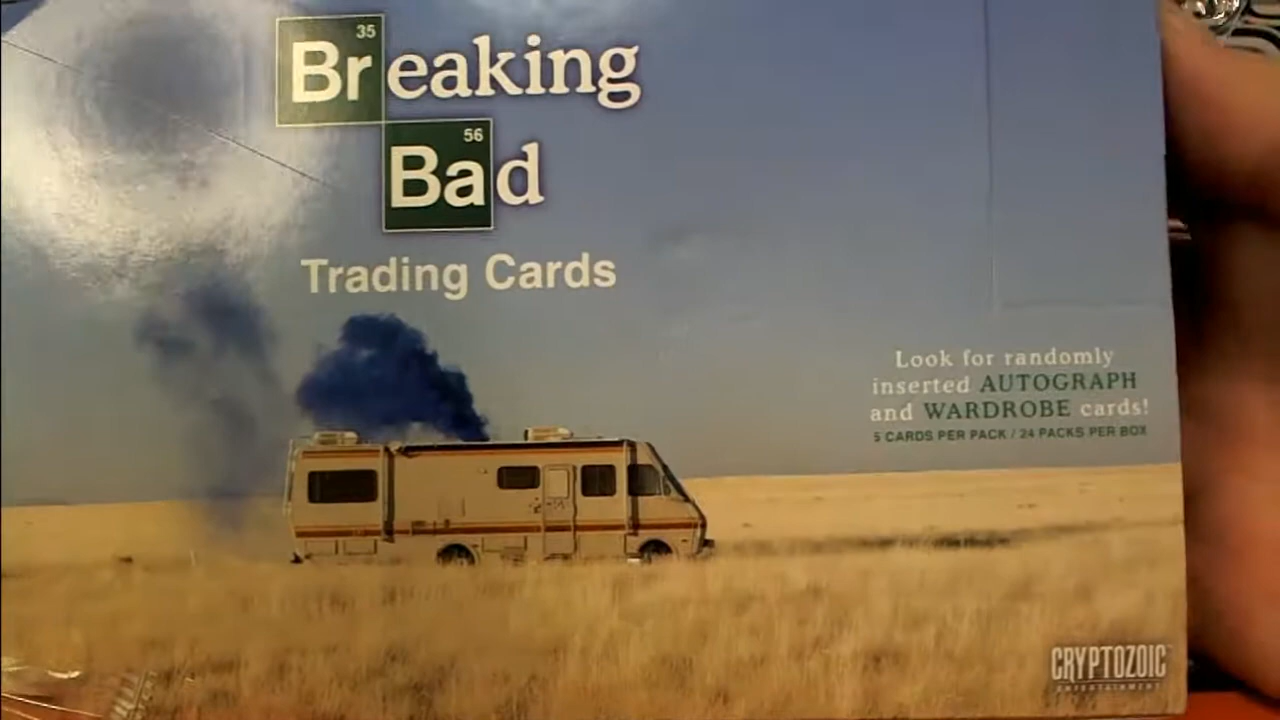 35
Breaking
56
Bad
Trading Cards
Look for randomly
inserted AUTOGRAPH
and WARDROBE cards!
5 CARDS PER PACK / 24 PACKS PER BOX
CRYPTOZOIC
ENTERTAINMENT